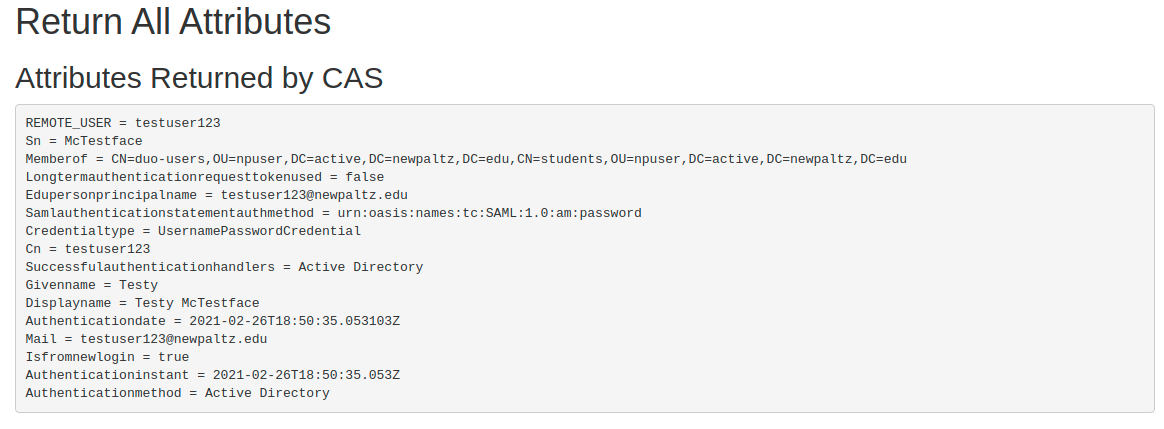 Return All Attributes
Attributes Returned by CAS
REMOTE_USER = testuser123
Sn = McTestface
Memberof = CN=duo-users,OU=npuser,DC=active,DC=newpaltz,DC=edu,CN=students,OU=npuser,DC=active,DC=newpaltz,DC=edu
Longtermauthenticationrequesttokenused = false
Edupersonprincipalname = testuser123@newpaltz.edu
Samlauthenticationstatementauthmethod = urn:oasis:names:tc:SAML:1.0:am:password
Credentialtype = UsernamePasswordCredential
Cn = testuser123
Successfulauthenticationhandlers = Active Directory
Givenname = Testy
Displayname = Testy McTestface
Authenticationdate = 2021-02-26T18:50:35.053103Z
Mail = testuser123@newpaltz.edu
Isfromnewlogin = true
Authenticationinstant = 2021-02-26T18:50:35.053Z
Authenticationmethod = Active Directory